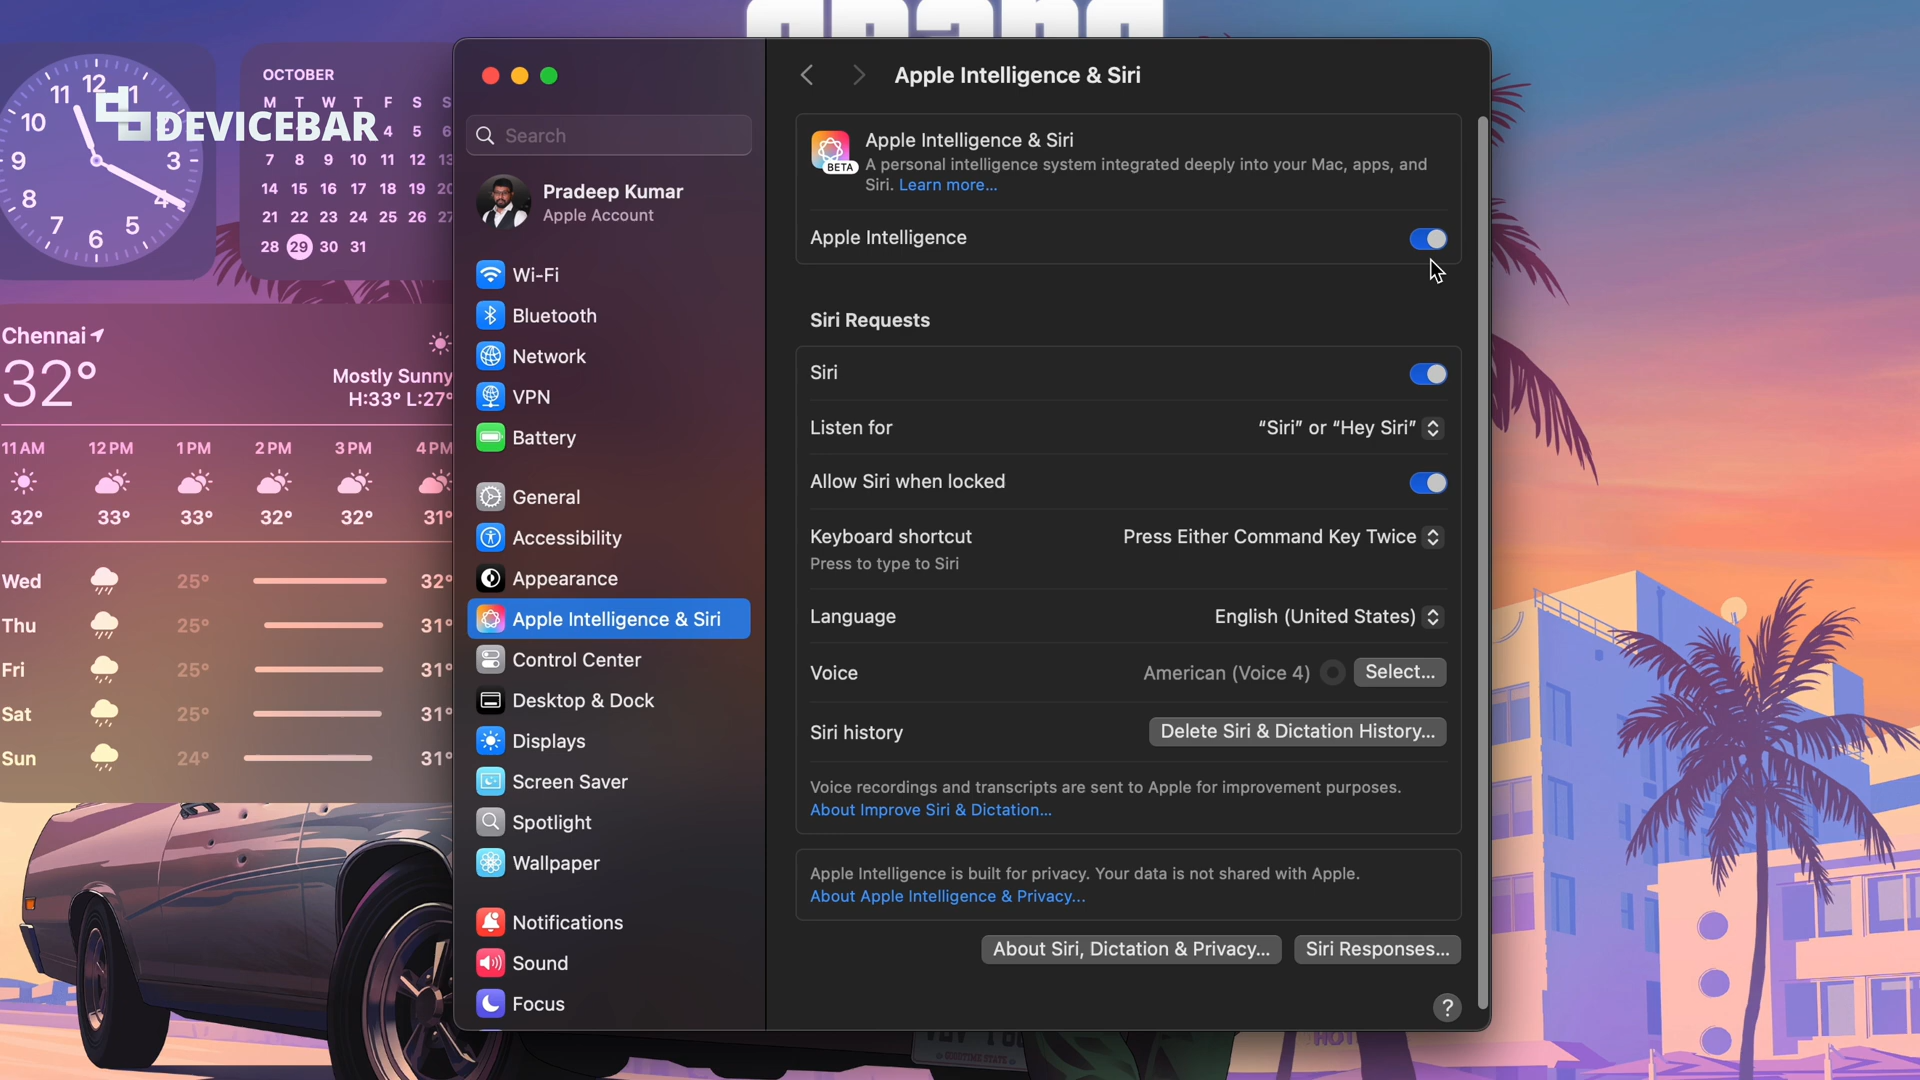 12
11 1
10
9 3
8 4
7 5
6
DEVICEBAR
OCTOBER
M T W T F S S
4 5 6
7 8 9 10 11 12 13
14 15 16 17 18 19 20
21 22 23 24 25 26 27
28 29 30 31
Chennai
32°
Mostly Sunny
H:33° L:27°
11 AM 12 PM 1 PM 2 PM 3 PM 4 PM
32° 33° 33° 32° 32° 31°
Wed 25° 32°
Thu 25° 31°
Fri 25° 31°
Sat 25° 31°
Sun 24° 31°
Search
Pradeep Kumar
Apple Account
Wi-Fi
Bluetooth
Network
VPN
Battery
General
Accessibility
Appearance
Apple Intelligence & Siri
Control Center
Desktop & Dock
Displays
Screen Saver
Spotlight
Wallpaper
Notifications
Sound
Focus
Apple Intelligence & Siri
BETA
Apple Intelligence & Siri
A personal intelligence system integrated deeply into your Mac, apps, and
Siri. Learn more...
Apple Intelligence
Siri Requests
Siri
Listen for “Siri” or “Hey Siri”
Allow Siri when locked
Keyboard shortcut Press Either Command Key Twice
Press to type to Siri
Language English (United States)
Voice American (Voice 4) Select...
Siri history Delete Siri & Dictation History...
Voice recordings and transcripts are sent to Apple for improvement purposes.
About Improve Siri & Dictation...
Apple Intelligence is built for privacy. Your data is not shared with Apple.
About Apple Intelligence & Privacy...
About Siri, Dictation & Privacy... Siri Responses...
?